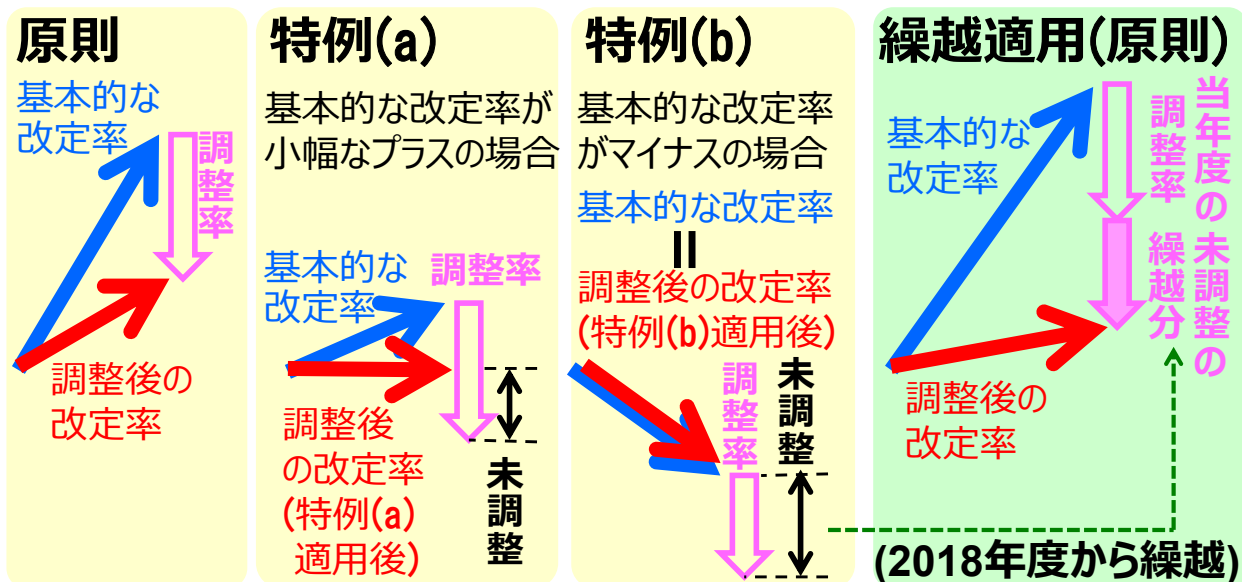 原則
基本的な
改定率
調整率
調整後の
改定率
特例(a)
基本的な改定率が
小幅なプラスの場合
基本的な
改定率
調整率
調整後
の改定率
(特例(a)
適用後)
未調整
特例(b)
基本的な改定率
がマイナスの場合
基本的な改定率
=
調整後の改定率
(特例(b)適用後)
調整率
未調整
繰越適用(原則)
基本的な
改定率
当年度の
調整率
未調整の
繰越分
調整後の
改定率
(2018年度から繰越)